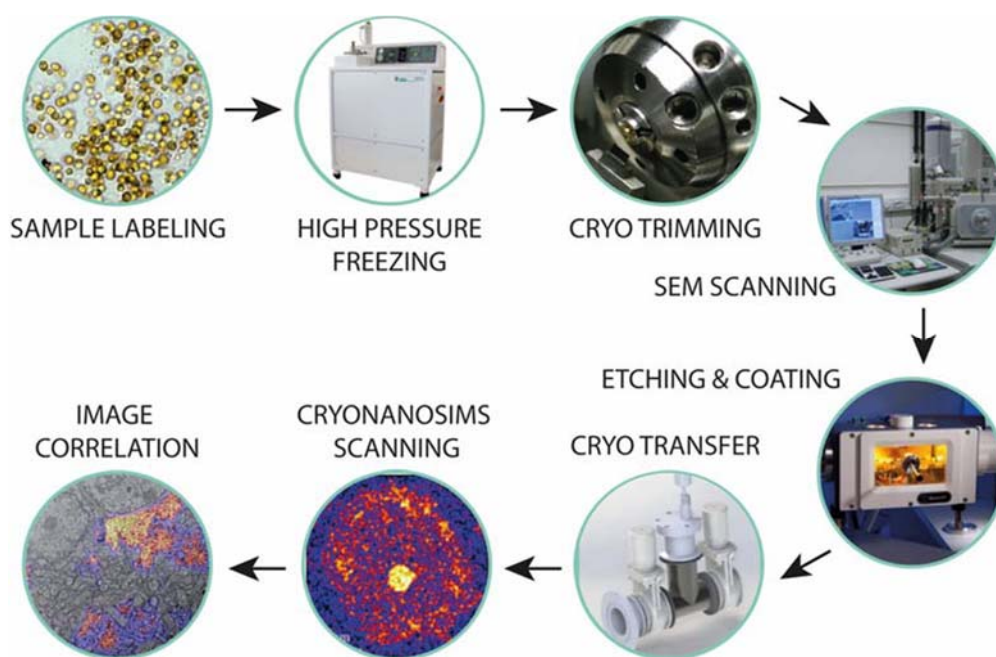 SAMPLE LABELING
HIGH PRESSURE
FREEZING
CRYO TRIMMING
SEM SCANNING
ETCHING & COATING
CRYO TRANSFER
CRYONANOSIMS
SCANNING
IMAGE
CORRELATION